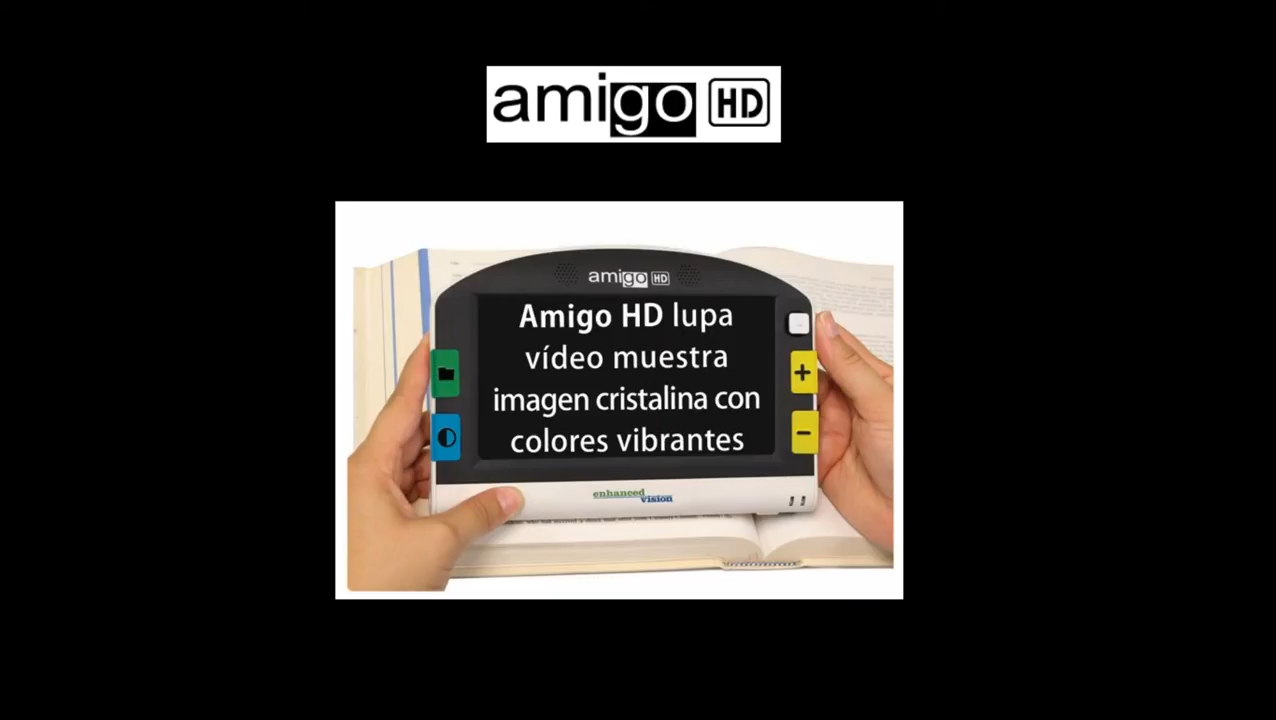 amigo HD
amigo HD
Amigo HD lupa
vídeo muestra
imagen cristalina con
colores vibrantes
enhanced
vision